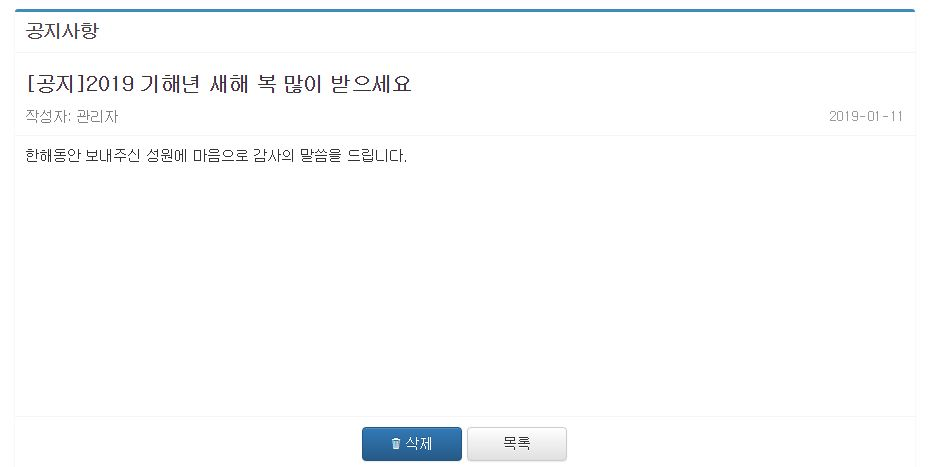 공지사항
[공지]2019 기해년 새해 복 많이 받으세요
작성자: 관리자 2019-01-11
한해동안 보내주신 성원에 마음으로 감사의 말씀을 드립니다.
삭제 목록